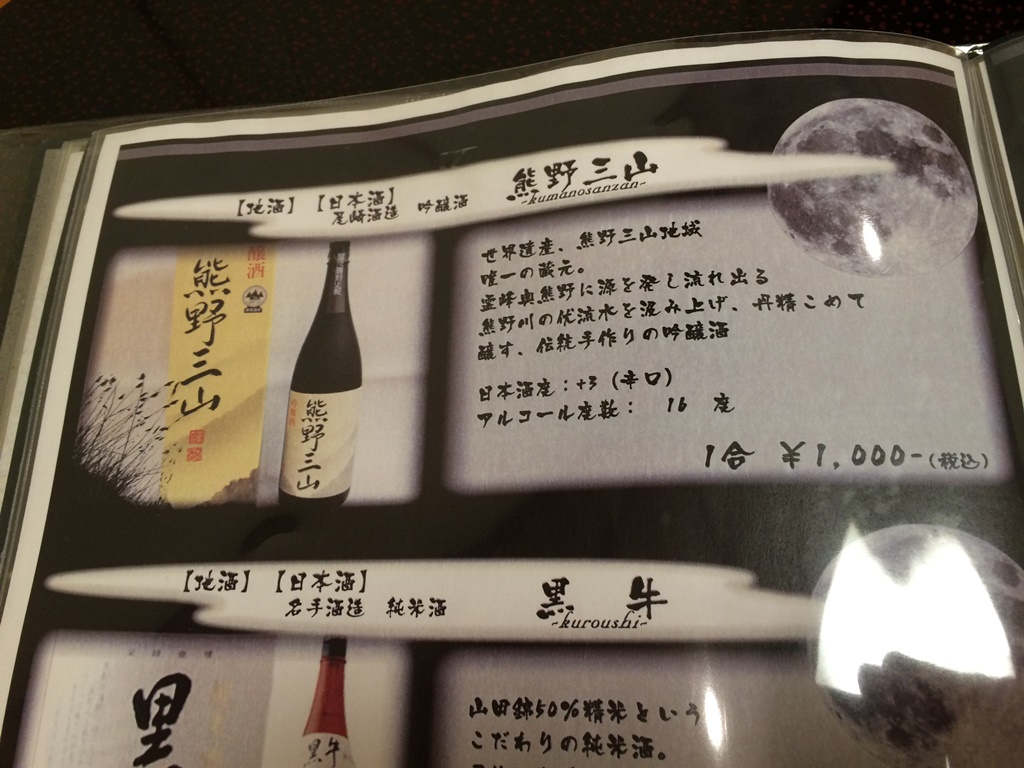 熊野三山
-kumanosanzan-
【地酒】 【日本酒】
尾崎酒造 吟醸酒
世界遺産、熊野三山地域
唯一の蔵元。
霊峰奥熊野に源を発し流れ出る
熊野川の伏流水を汲み上げ、丹精こめて
醸す、伝統手作りの吟醸酒
日本酒度：+3（辛口）
アルコール度数： 16 度
1合 ¥1,000-(税込)
醸酒
熊野三山
熊野三山
【地酒】 【日本酒】
名手酒造 純米酒
黒 牛
-kuroushi-
山田錦50%精米という
こだわりの純米酒。
黒
黒牛